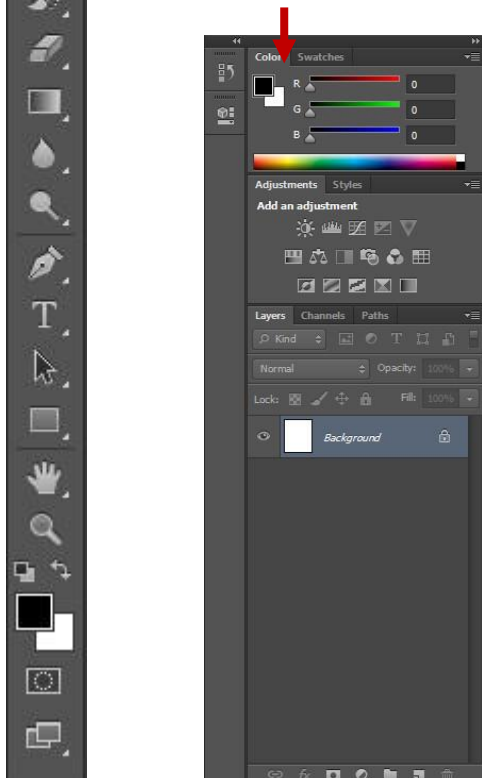 Color Swatches
R 0
G 0
B 0
Adjustments Styles
Add an adjustment
Layers Channels Paths
Kind T
Normal Opacity: 100%
Lock: Fill: 100%
Background
fx
T